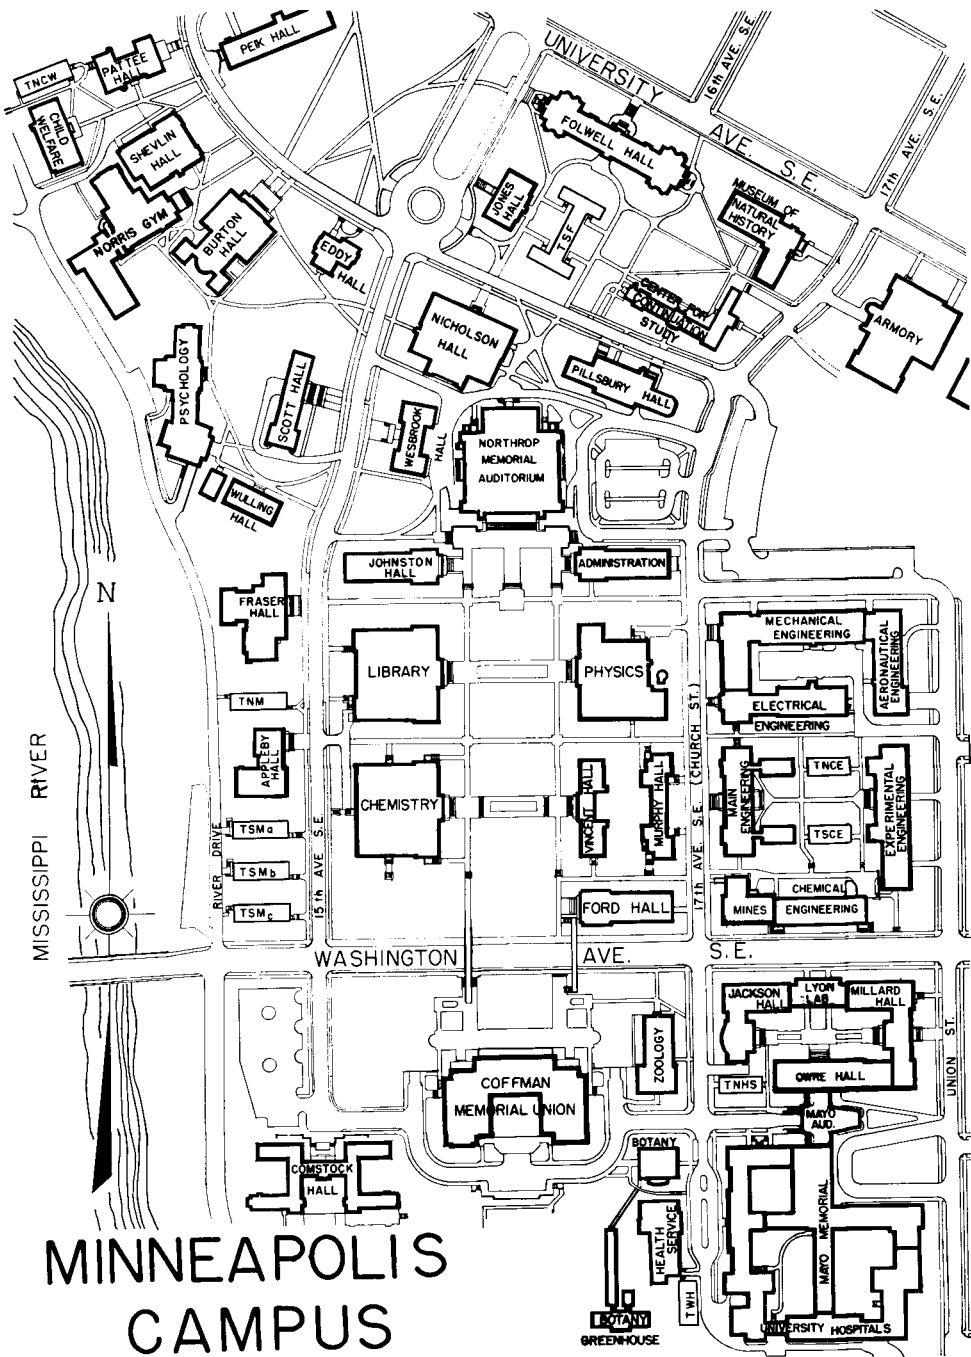 PEIK HALL
PATTEE
HALL
TNCW
UNIVERSITY AVE. S.E.
16th AVE. S.E.
17th AVE. S.E.
CHILD
WELFARE
SHEVLIN
HALL
FOLWELL HALL
NORRIS GYM
BURTON
HALL
EDDY
HALL
JONES
HALL
TSF
MUSEUM OF
NATURAL
HISTORY
CENTER FOR
CONTINUATION
STUDY
ARMORY
NICHOLSON
HALL
PSYCHOLOGY
SCOTT HALL
PILLSBURY HALL
WESBROOK
HALL
NORTHROP
MEMORIAL
AUDITORIUM
WULLING
HALL
JOHNSTON
HALL
ADMINISTRATION
N
FRASER
HALL
MECHANICAL
ENGINEERING
AERONAUTICAL
ENGINEERING
LIBRARY
PHYSICS
TNM
ELECTRICAL
ENGINEERING
17th AVE. S.E. (CHURCH ST.)
MISSISSIPPI RIVER
APPLEBY
HALL
CHEMISTRY
VINCENT HALL
MURPHY HALL
MAIN
ENGINEERING
TNCE
EXPERIMENTAL
ENGINEERING
TSMa
TSCE
RIVER DRIVE
15th AVE S.E.
TSMb
CHEMICAL
TSMc
FORD HALL
MINES
ENGINEERING
WASHINGTON AVE. S.E.
JACKSON
HALL
LYON
LAB
MILLARD
HALL
ZOOLOGY
UNION ST.
COFFMAN
MEMORIAL UNION
TNHS
OWRE HALL
MAYO
AUD.
BOTANY
COMSTOCK
HALL
HEALTH
SERVICE
MAYO MEMORIAL
TWH
BOTANY
GREENHOUSE
UNIVERSITY HOSPITALS
MINNEAPOLIS
CAMPUS